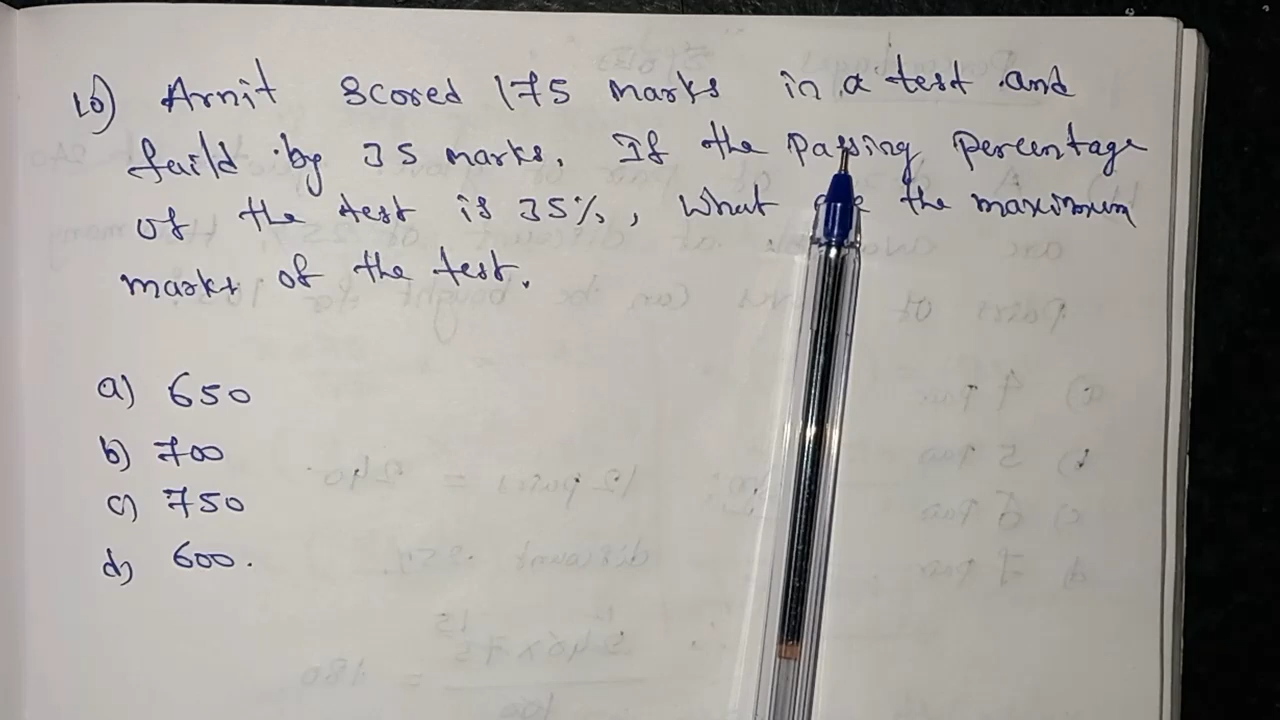 10) Arnit scored 175 marks in a test and
faild by 35 marks. If the passing percentage
of the test is 35%, what the maximum
marks of the test.
a) 650
b) 700
c) 750
d) 600.